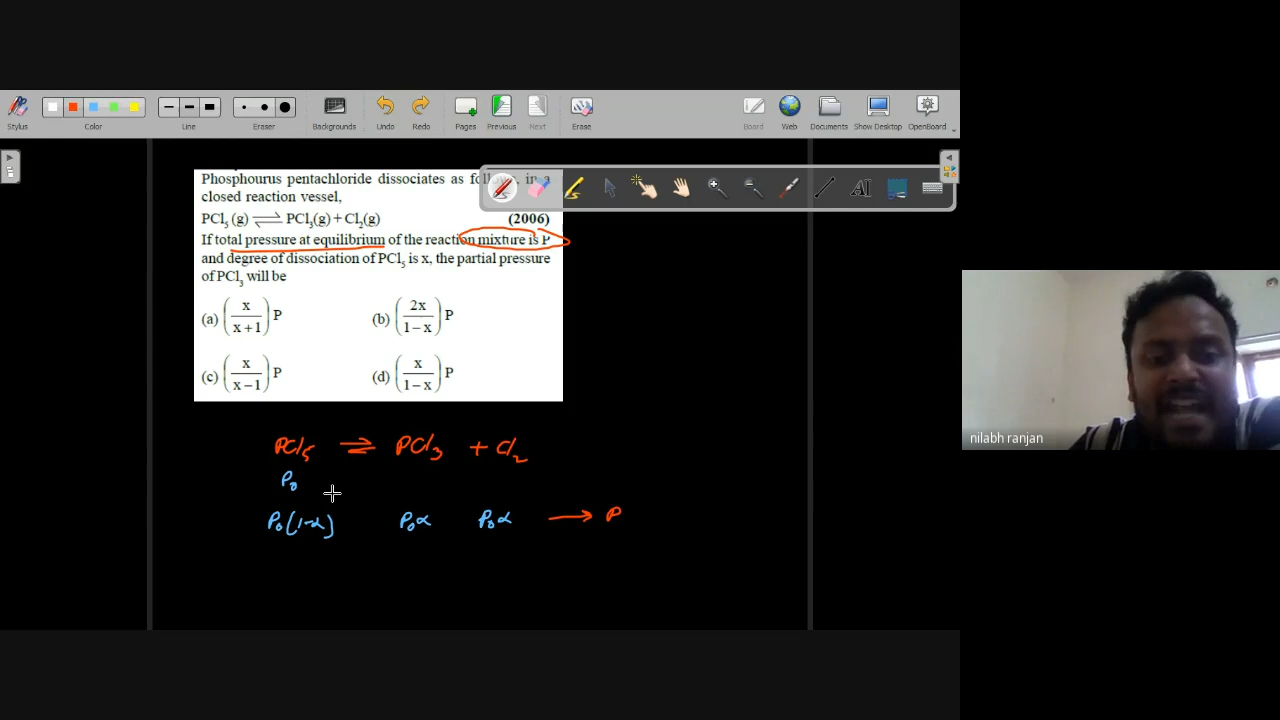 Stylus Color Line Eraser Backgrounds Undo Redo Pages Previous Next Erase Board Web Documents Show Desktop OpenBoard
Phosphourus pentachloride dissociates as in a
closed reaction vessel,
PCl5 (g) ⇌ PCl3(g) + Cl2(g) (2006)
If total pressure at equilibrium of the reaction mixture is P
and degree of dissociation of PCl5 is x, the partial pressure
of PCl3 will be
(a) (x/(x+1)) P (b) (2x/(1−x)) P
(c) (x/(x−1)) P (d) (x/(1−x)) P
PCl5 ⇌ PCl3 + Cl2
P0
P0(1-α) P0α P0α → P
nilabh ranjan